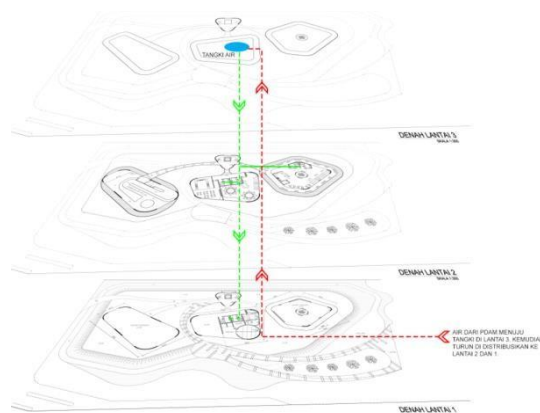 TANGKI AIR
DENAH LANTAI 3
DENAH LANTAI 2
AIR DARI PDAM MENUJU
TANGKI DI LANTAI 3. KEMUDIA
TURUN DI DISTRIBUSIKAN KE
LANTAI 2 DAN 1.
DENAH LANTAI 1